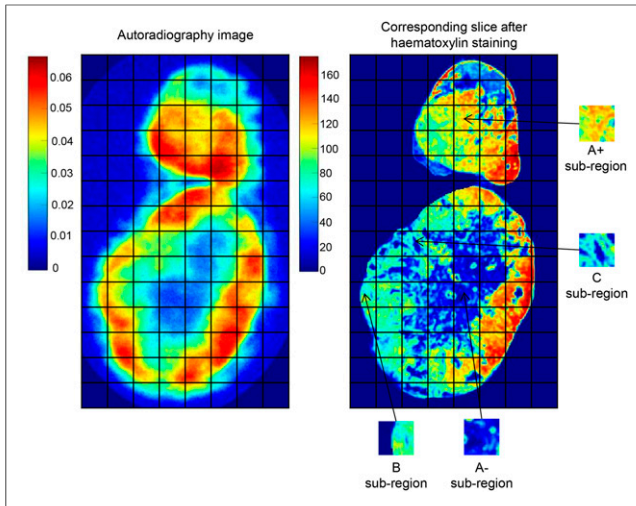 Autoradiography image
Corresponding slice after
haematoxylin staining
0.06
0.05
0.04
0.03
0.02
0.01
0
160
140
120
100
80
60
40
20
0
A+
sub-region
C
sub-region
B
sub-region
A-
sub-region